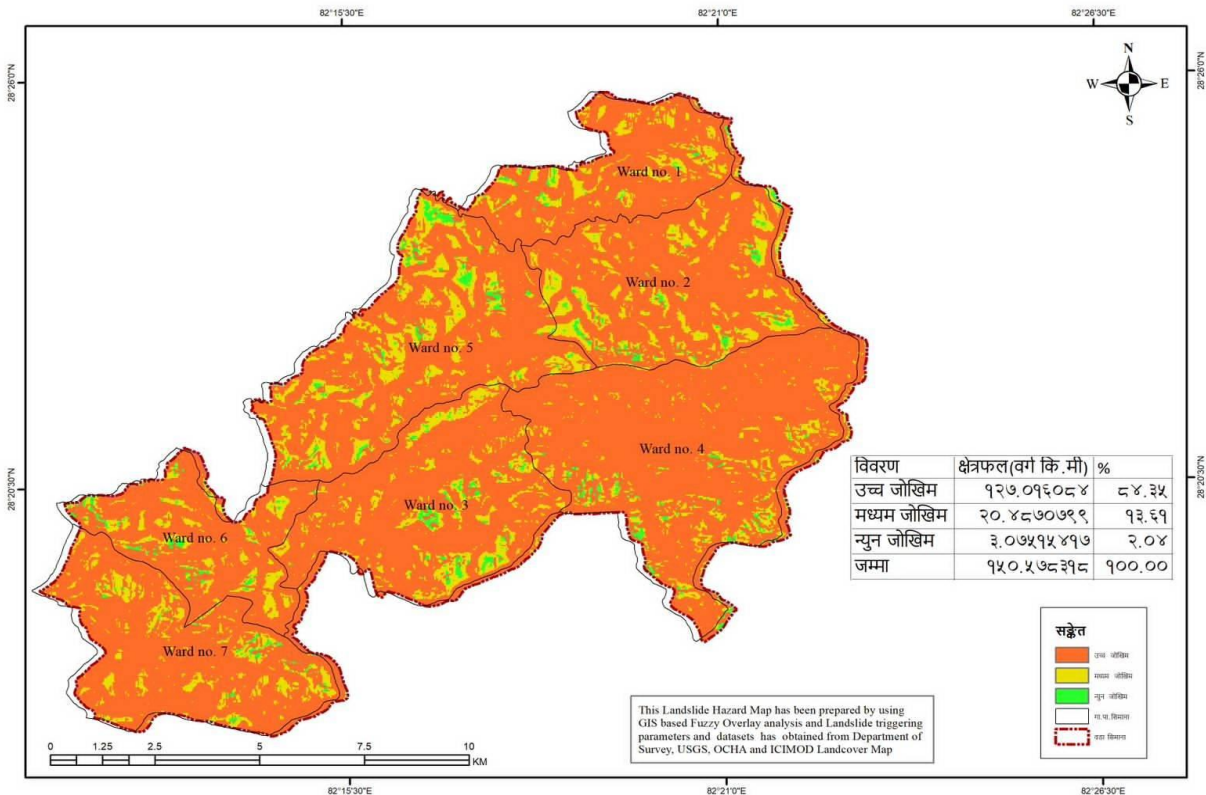 82°15'30"E 82°21'0"E 82°26'30"E
28°26'0"N 28°26'0"N
N
W E
S
Ward no. 1
Ward no. 2
Ward no. 5
Ward no. 4
Ward no. 3
Ward no. 6
Ward no. 7
28°20'30"N 28°20'30"N
विवरण क्षेत्रफल(वर्ग कि.मी) %
उच्च जोखिम १२७.०१६०८४ ८४.३५
मध्यम जोखिम २०.४८७०७९९ १३.६१
न्युन जोखिम ३.०७५१५४१७ २.०४
जम्मा १५०.५७८३१८ १००.००
सङ्केत
उच्च जोखिम
मध्यम जोखिम
न्युन जोखिम
गा.पा.सिमाना
वडा सिमाना
This Landslide Hazard Map has been prepared by using
GIS based Fuzzy Overlay analysis and Landslide triggering
parameters and datasets has obtained from Department of
Survey, USGS, OCHA and ICIMOD Landcover Map
0 1.25 2.5 5 7.5 10
KM
82°15'30"E 82°21'0"E 82°26'30"E